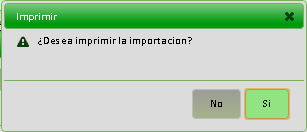 Imprimir
¿Desea imprimir la importacion?
No
Si